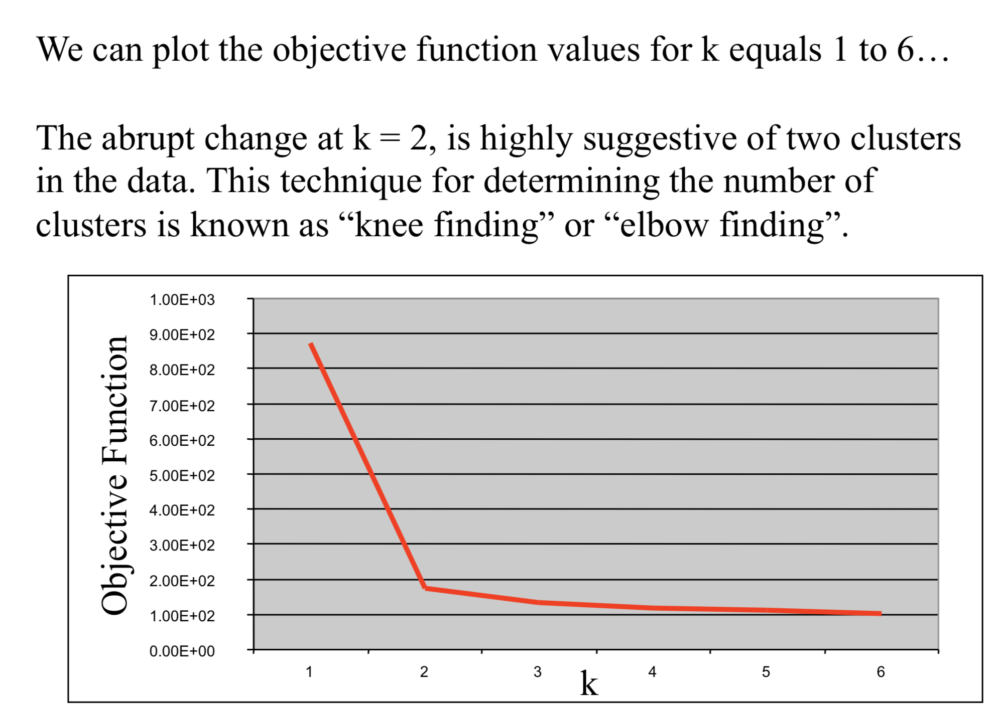 We can plot the objective function values for k equals 1 to 6…
The abrupt change at k = 2, is highly suggestive of two clusters
in the data. This technique for determining the number of
clusters is known as “knee finding” or “elbow finding”.
Objective Function
1.00E+03
9.00E+02
8.00E+02
7.00E+02
6.00E+02
5.00E+02
4.00E+02
3.00E+02
2.00E+02
1.00E+02
0.00E+00
1 2 3 4 5 6
k